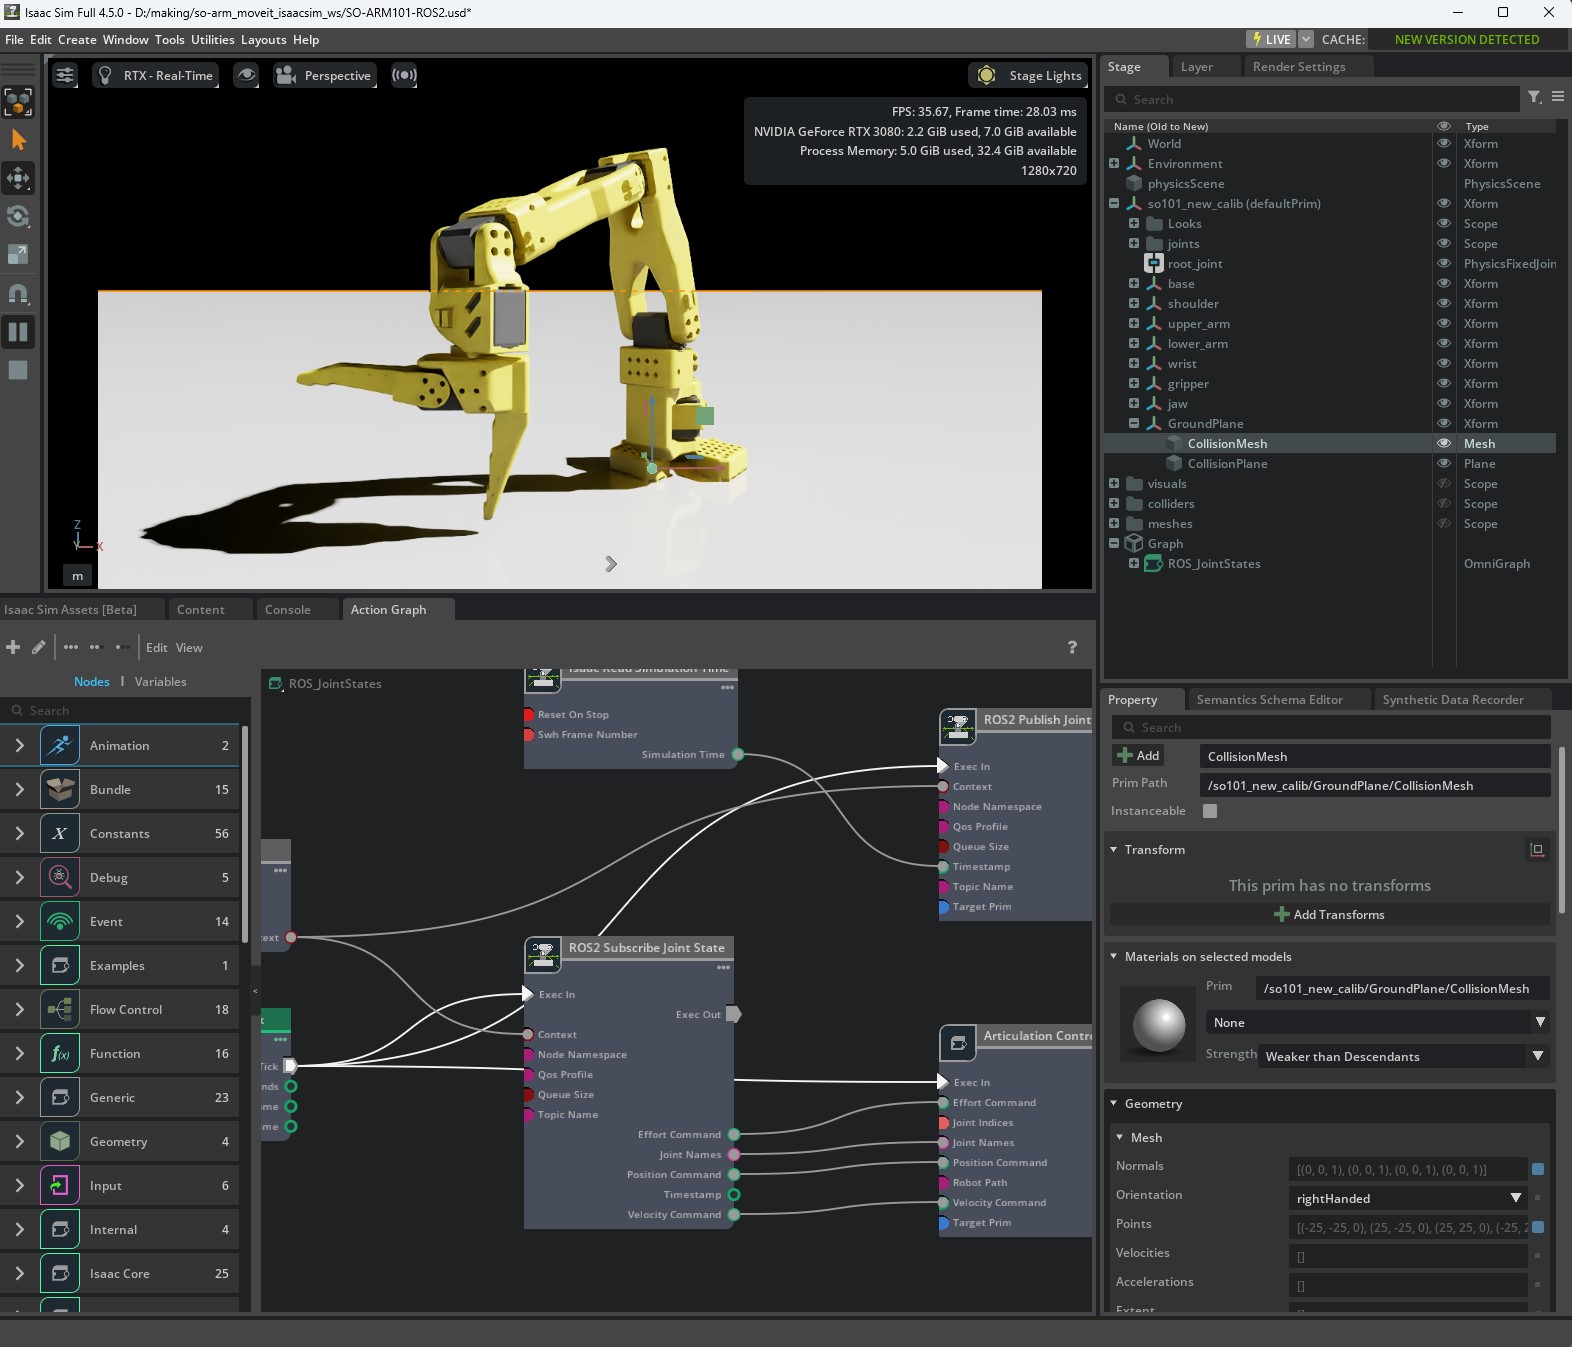 Isaac Sim Full 4.5.0 - D:/making/so-arm_moveit_isaacsim_ws/SO-ARM101-ROS2.usd*
File Edit Create Window Tools Utilities Layouts Help
LIVE CACHE: NEW VERSION DETECTED
RTX - Real-Time
Perspective
Stage Lights
FPS: 35.67, Frame time: 28.03 ms
NVIDIA GeForce RTX 3080: 2.2 GiB used, 7.0 GiB available
Process Memory: 5.0 GiB used, 32.4 GiB available
1280x720
Z
Y
X
m
Stage Layer Render Settings
Search
Name (Old to New) Type
World Xform
Environment Xform
physicsScene PhysicsScene
so101_new_calib (defaultPrim) Xform
Looks Scope
joints Scope
root_joint PhysicsFixedJoin
base Xform
shoulder Xform
upper_arm Xform
lower_arm Xform
wrist Xform
gripper Xform
jaw Xform
GroundPlane Xform
CollisionMesh Mesh
CollisionPlane Plane
visuals Scope
colliders Scope
meshes Scope
Graph
ROS_JointStates OmniGraph
Isaac Sim Assets [Beta] Content Console Action Graph
Edit View ?
Nodes | Variables
Search
Animation 2
Bundle 15
Constants 56
Debug 5
Event 14
Examples 1
Flow Control 18
Function 16
Generic 23
Geometry 4
Input 6
Internal 4
Isaac Core 25
ROS_JointStates
Isaac Read Simulation Time
Reset On Stop
Swh Frame Number
Simulation Time
ext
k
Tick
nds
me
me
ROS2 Subscribe Joint State
Exec In
Exec Out
Context
Node Namespace
Qos Profile
Queue Size
Topic Name
Effort Command
Joint Names
Position Command
Timestamp
Velocity Command
ROS2 Publish Joint
Exec In
Context
Node Namespace
Qos Profile
Queue Size
Timestamp
Topic Name
Target Prim
Articulation Contro
Exec In
Effort Command
Joint Indices
Joint Names
Position Command
Robot Path
Velocity Command
Target Prim
Property Semantics Schema Editor Synthetic Data Recorder
Search
Add CollisionMesh
Prim Path /so101_new_calib/GroundPlane/CollisionMesh
Instanceable
Transform
This prim has no transforms
Add Transforms
Materials on selected models
Prim /so101_new_calib/GroundPlane/CollisionMesh
None
Strength Weaker than Descendants
Geometry
Mesh
Normals [(0, 0, 1), (0, 0, 1), (0, 0, 1), (0, 0, 1)]
Orientation rightHanded
Points [(-25, -25, 0), (25, -25, 0), (25, 25, 0), (-25, 2
Velocities []
Accelerations []
Extent